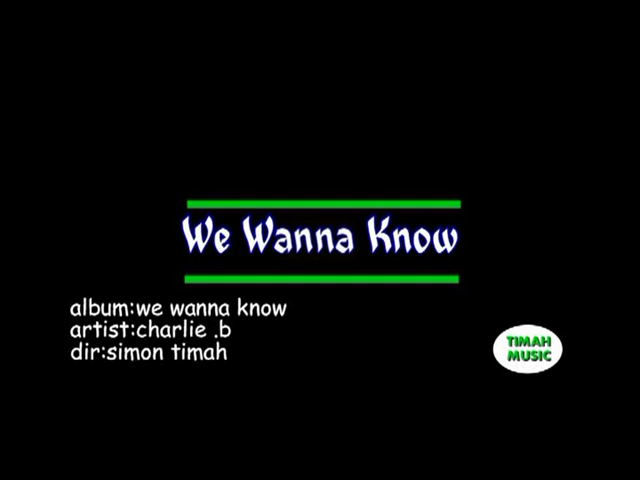 We Wanna Know
album:we wanna know
artist:charlie .b
dir:simon timah
TIMAH
MUSIC